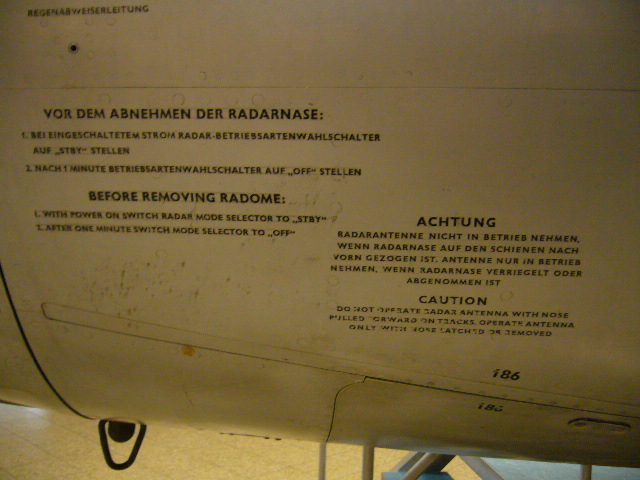 REGENABWEISERLEITUNG
VOR DEM ABNEHMEN DER RADARNASE:
1. BEI EINGESCHALTETEM STROM RADAR-BETRIEBSARTENWAHLSCHALTER
AUF „STBY" STELLEN
2. NACH 1 MINUTE BETRIEBSARTENWAHLSCHALTER AUF „OFF" STELLEN
BEFORE REMOVING RADOME:
1. WITH POWER ON SWITCH RADAR MODE SELECTOR TO „STBY"
2. AFTER ONE MINUTE SWITCH MODE SELECTOR TO „OFF"
ACHTUNG
RADARANTENNE NICHT IN BETRIEB NEHMEN,
WENN RADARNASE AUF DEN SCHIENEN NACH
VORN GEZOGEN IST. ANTENNE NUR IN BETRIEB
NEHMEN, WENN RADARNASE VERRIEGELT ODER
ABGENOMMEN IST
CAUTION
DO NOT OPERATE RADAR ANTENNA WITH NOSE
PULLED FORWARD ON TRACKS. OPERATE ANTENNA
ONLY WITH NOSE LATCHED OR REMOVED
186